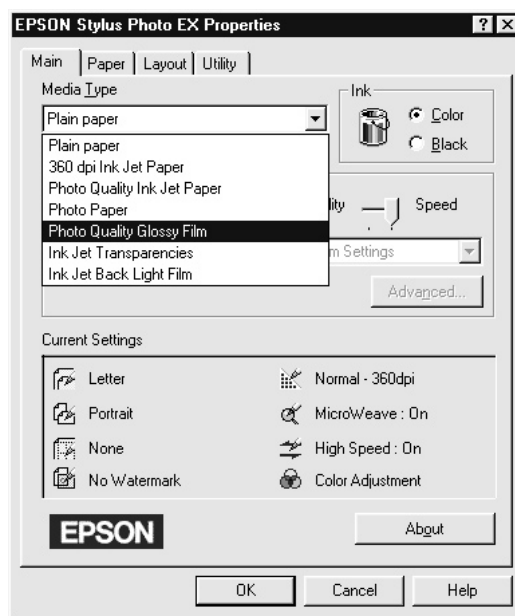 EPSON Stylus Photo EX Properties ? X
Main Paper Layout Utility
Media Type
Ink
Plain paper
Color
Black
Plain paper
360 dpi Ink Jet Paper
Photo Quality Ink Jet Paper
Photo Paper
Photo Quality Glossy Film
Ink Jet Transparencies
Ink Jet Back Light Film
Speed
Settings
Advanced...
Current Settings
Letter
Normal - 360dpi
Portrait
MicroWeave : On
None
High Speed : On
No Watermark
Color Adjustment
EPSON
About
OK Cancel Help